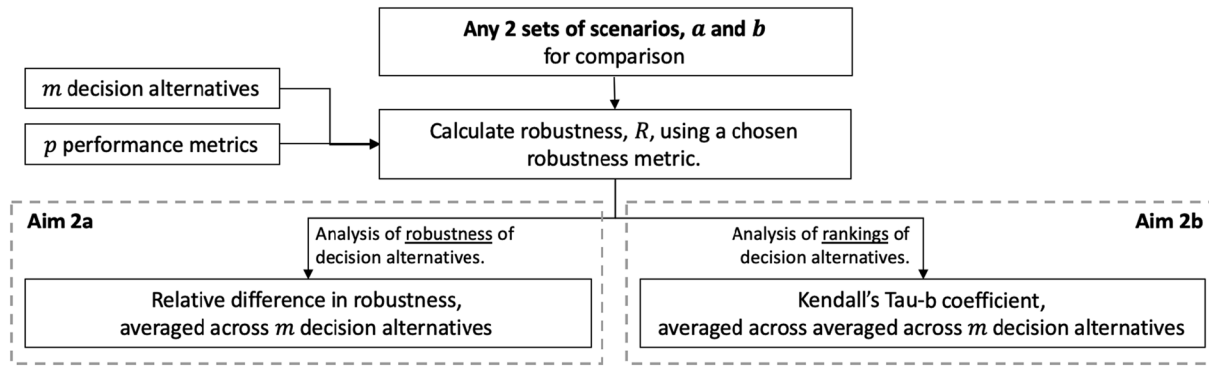 Any 2 sets of scenarios, a and b
for comparison
m decision alternatives
p performance metrics
Calculate robustness, R, using a chosen
robustness metric.
Aim 2a
Analysis of robustness of
decision alternatives.
Relative difference in robustness,
averaged across m decision alternatives
Aim 2b
Analysis of rankings of
decision alternatives.
Kendall's Tau-b coefficient,
averaged across averaged across m decision alternatives